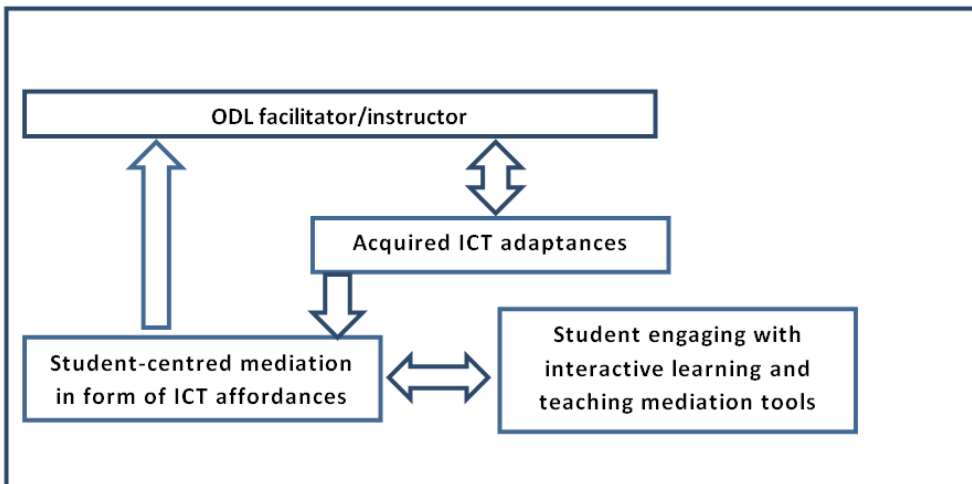 ODL facilitator/instructor
Acquired ICT adaptances
Student-centred mediation
in form of ICT affordances
Student engaging with
interactive learning and
teaching mediation tools